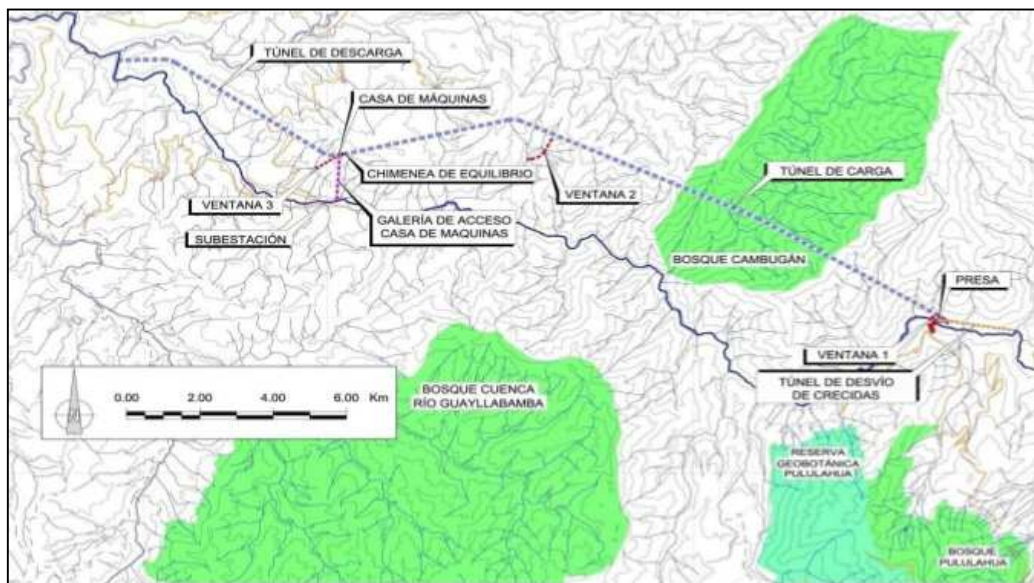 TÚNEL DE DESCARGA
CASA DE MÁQUINAS
CHIMENEA DE EQUILIBRIO
TÚNEL DE CARGA
VENTANA 2
VENTANA 3
GALERÍA DE ACCESO
CASA DE MAQUINAS
SUBESTACIÓN
BOSQUE CAMBUGÁN
PRESA
VENTANA 1
TÚNEL DE DESVÍO
DE CRECIDAS
BOSQUE CUENCA
RÍO GUAYLLABAMBA
0.00 2.00 4.00 6.00 Km
RESERVA
GEOBOTÁNICA
PULULAHUA
BOSQUE
PULULAHUA